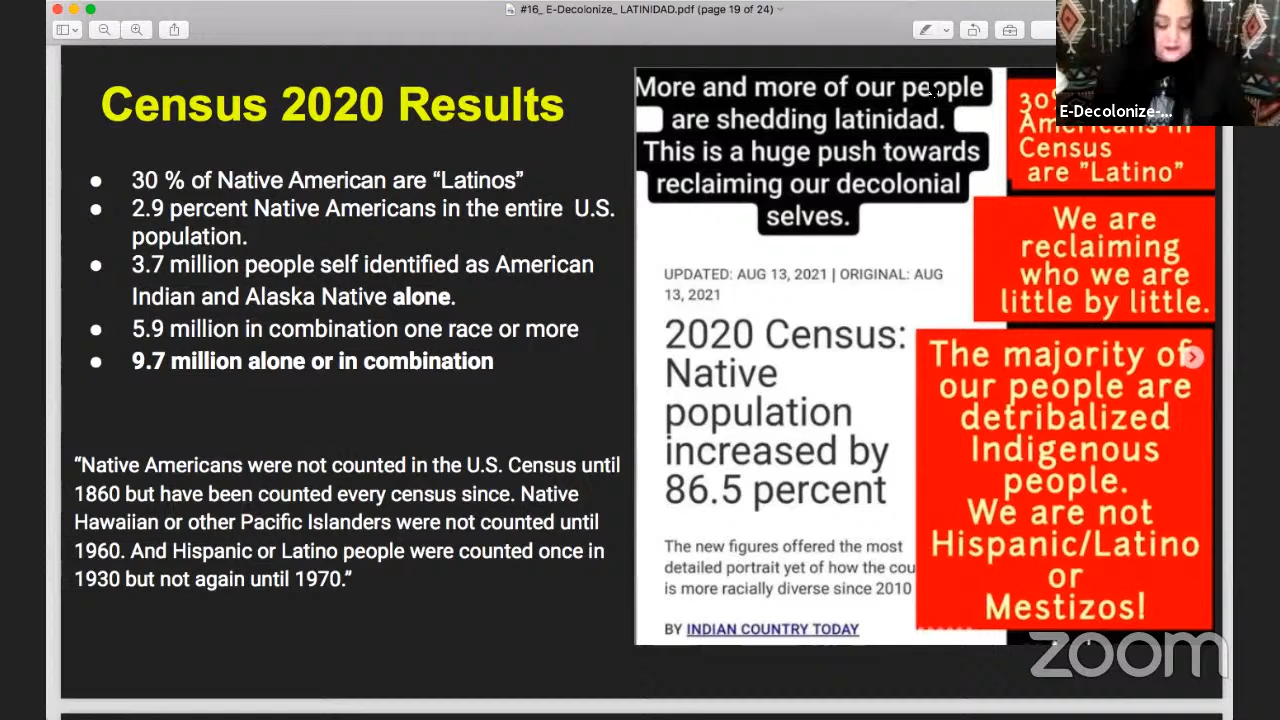 #16_ E-Decolonize_ LATINIDAD.pdf (page 19 of 24)
Census 2020 Results
● 30 % of Native American are “Latinos”
● 2.9 percent Native Americans in the entire U.S.
population.
● 3.7 million people self identified as American
Indian and Alaska Native alone.
● 5.9 million in combination one race or more
● 9.7 million alone or in combination
“Native Americans were not counted in the U.S. Census until
1860 but have been counted every census since. Native
Hawaiian or other Pacific Islanders were not counted until
1960. And Hispanic or Latino people were counted once in
1930 but not again until 1970.”
More and more of our people
are shedding latinidad.
This is a huge push towards
reclaiming our decolonial
selves.
UPDATED: AUG 13, 2021 | ORIGINAL: AUG
13, 2021
2020 Census:
Native
population
increased by
86.5 percent
The new figures offered the most
detailed portrait yet of how the cou
is more racially diverse since 2010
BY INDIAN COUNTRY TODAY
Americans in
Census
are ”Latino”
We are
reclaiming
who we are
little by little.
The majority of
our people are
detribalized
Indigenous
people.
We are not
Hispanic/Latino
or
Mestizos!
E-Decolonize-...
zoom